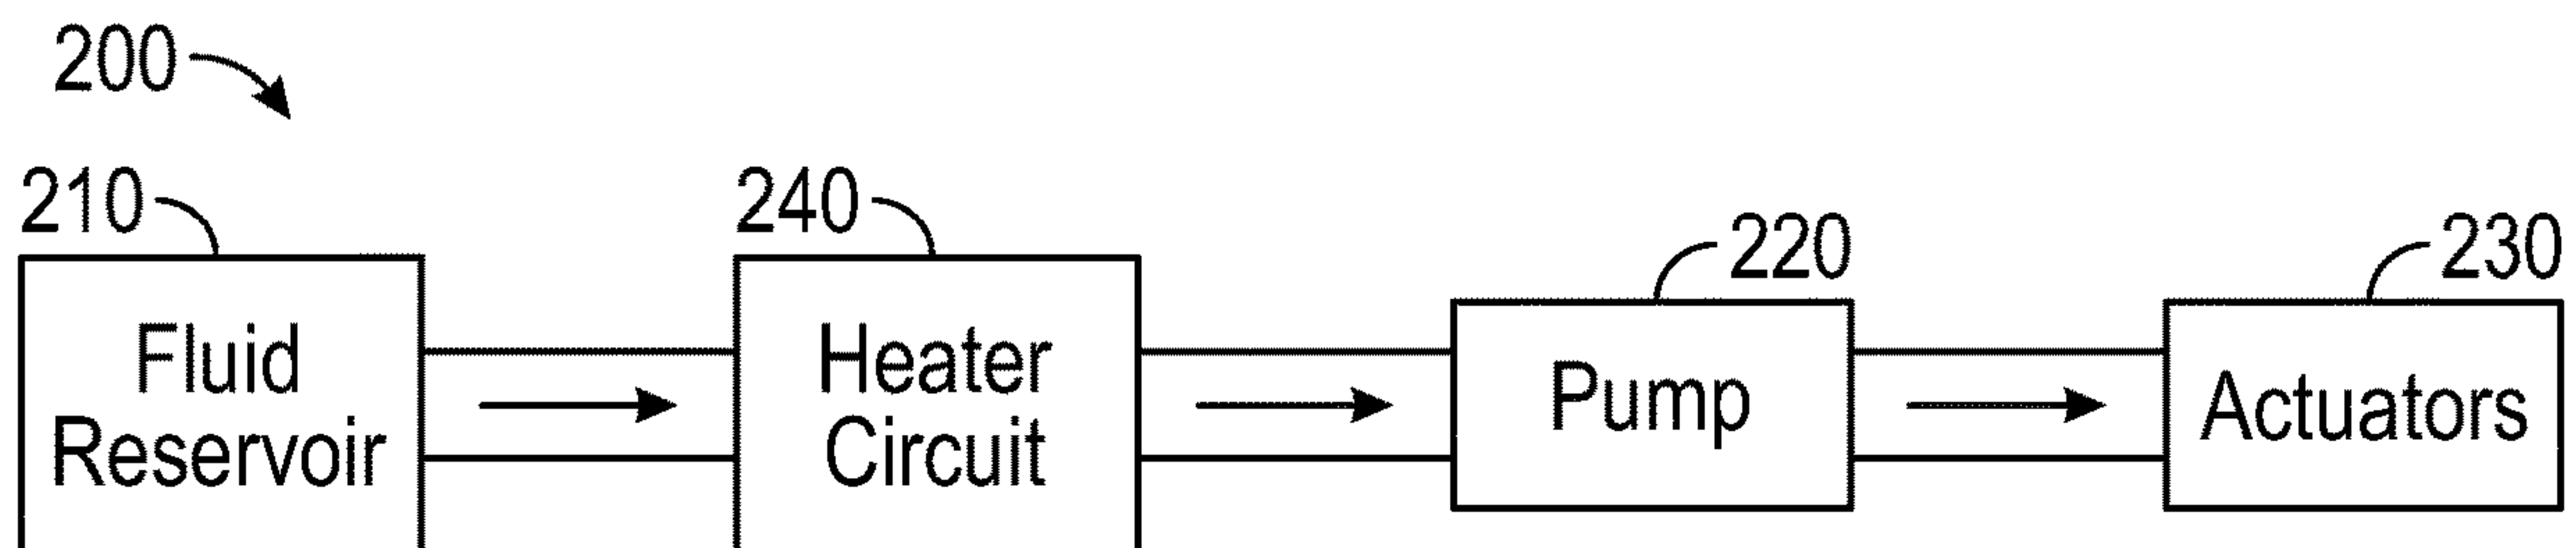 200
210
240
220
230
Fluid
Reservoir
Heater
Circuit
Pump
Actuators